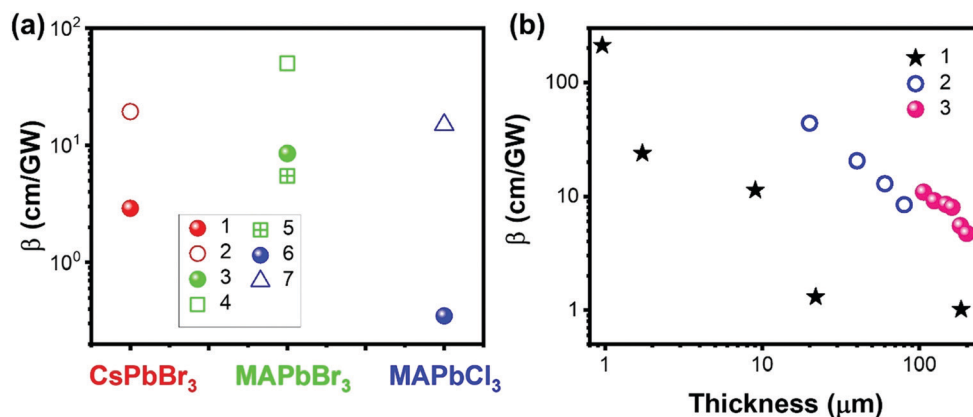 (a)
β (cm/GW)
10²
10¹
10⁰
1
2
3
4
5
6
7
CsPbBr₃
MAPbBr₃
MAPbCl₃
(b)
β (cm/GW)
100
10
1
1
2
3
1
10
100
Thickness (μm)